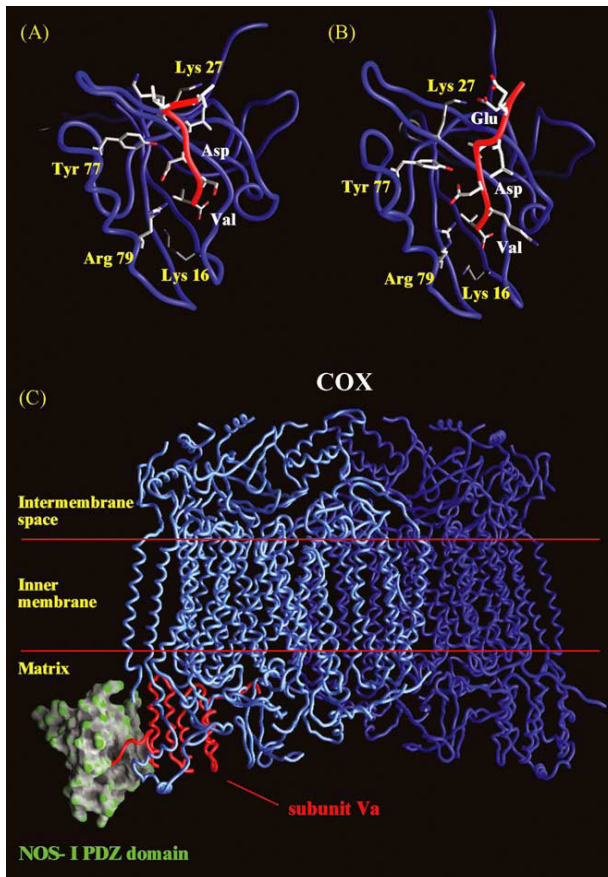 (A)
Lys 27
Asp
Tyr 77
Val
Arg 79
Lys 16
(B)
Lys 27
Glu
Tyr 77
Asp
Val
Arg 79
Lys 16
(C)
COX
Intermembrane
space
Inner
membrane
Matrix
subunit Va
NOS- I PDZ domain